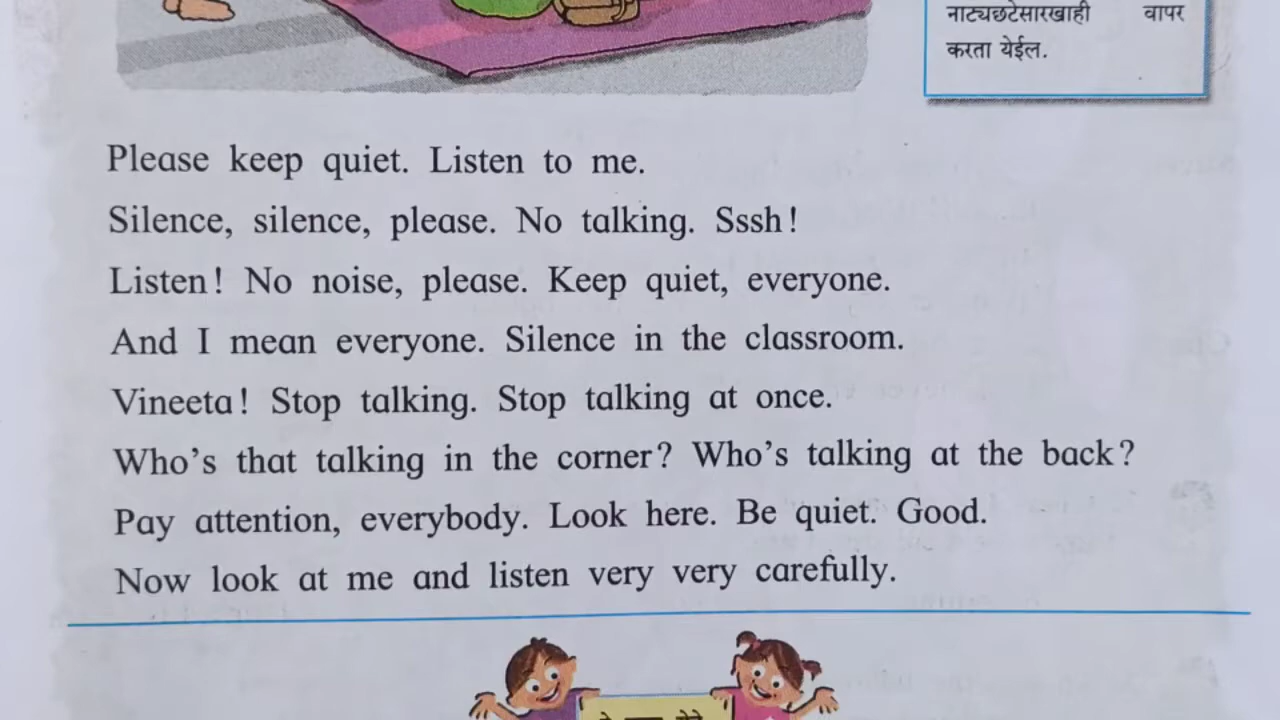 नाट्यछटेसारखाही वापर
करता येईल.
Please keep quiet. Listen to me.
Silence, silence, please. No talking. Sssh!
Listen! No noise, please. Keep quiet, everyone.
And I mean everyone. Silence in the classroom.
Vineeta! Stop talking. Stop talking at once.
Who's that talking in the corner? Who's talking at the back?
Pay attention, everybody. Look here. Be quiet. Good.
Now look at me and listen very very carefully.